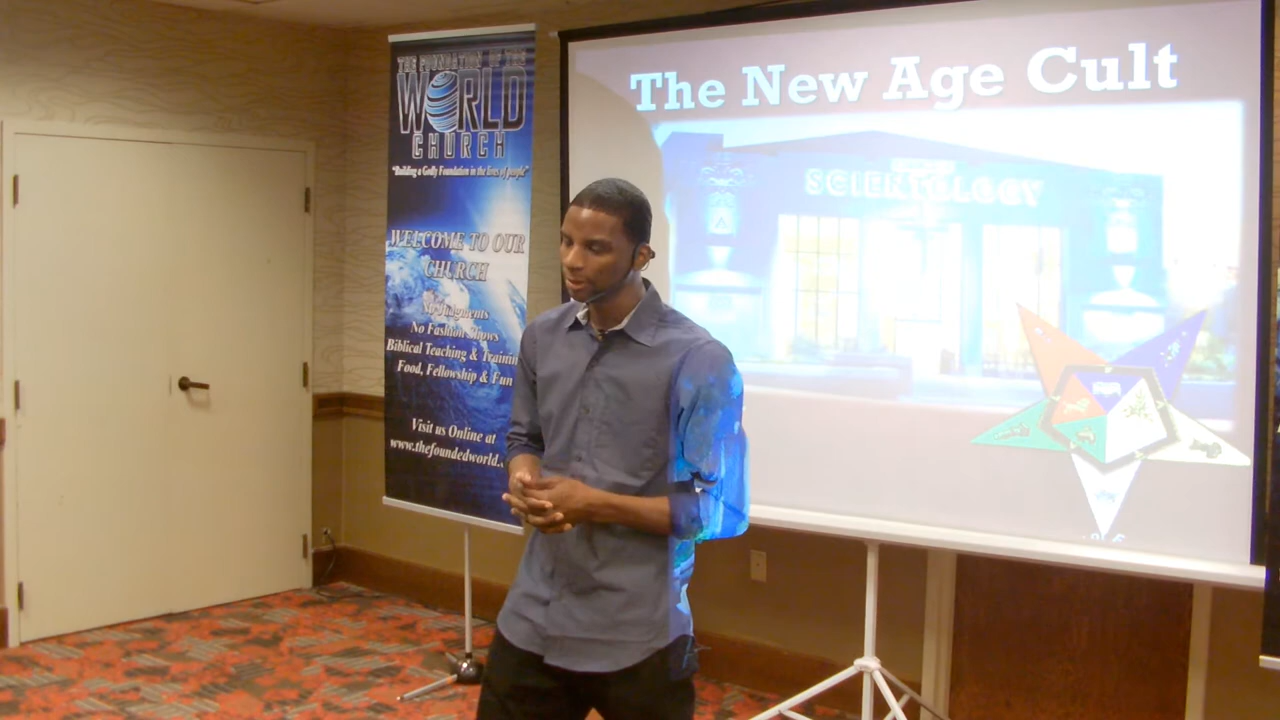 THE FOUNDATION OF THE
WORLD
CHURCH
"Building a Godly Foundation in the lives of people"
WELCOME TO OUR
CHURCH
No Judgments
No Fashion Shows
Biblical Teaching & Trainin
Food, Fellowship & Fun
Visit us Online at
www.thefoundedworld.
The New Age Cult
SCIENTOLOGY